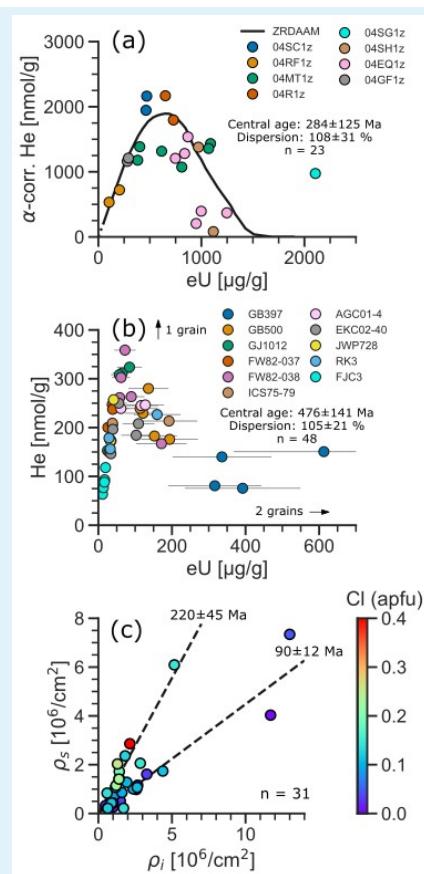 (a)
ZRDAAM
04SC1z
04RF1z
04MT1z
04R1z
04SG1z
04SH1z
04EQ1z
04GF1z
Central age: 284±125 Ma
Dispersion: 108±31 %
n = 23
α-corr. He [nmol/g]
3000
2000
1000
0
0 1000 2000
eU [µg/g]
(b)
1 grain
GB397
GB500
GJ1012
FW82-037
FW82-038
ICS75-79
AGC01-4
EKC02-40
JWP728
RK3
FJC3
Central age: 476±141 Ma
Dispersion: 105±21 %
n = 48
2 grains
He [nmol/g]
400
300
200
100
0
0 200 400 600
eU [µg/g]
(c)
220±45 Ma
90±12 Ma
n = 31
ρs [10⁶/cm²]
8
6
4
2
0
0 5 10
ρi [10⁶/cm²]
Cl (apfu)
0.4
0.3
0.2
0.1
0.0